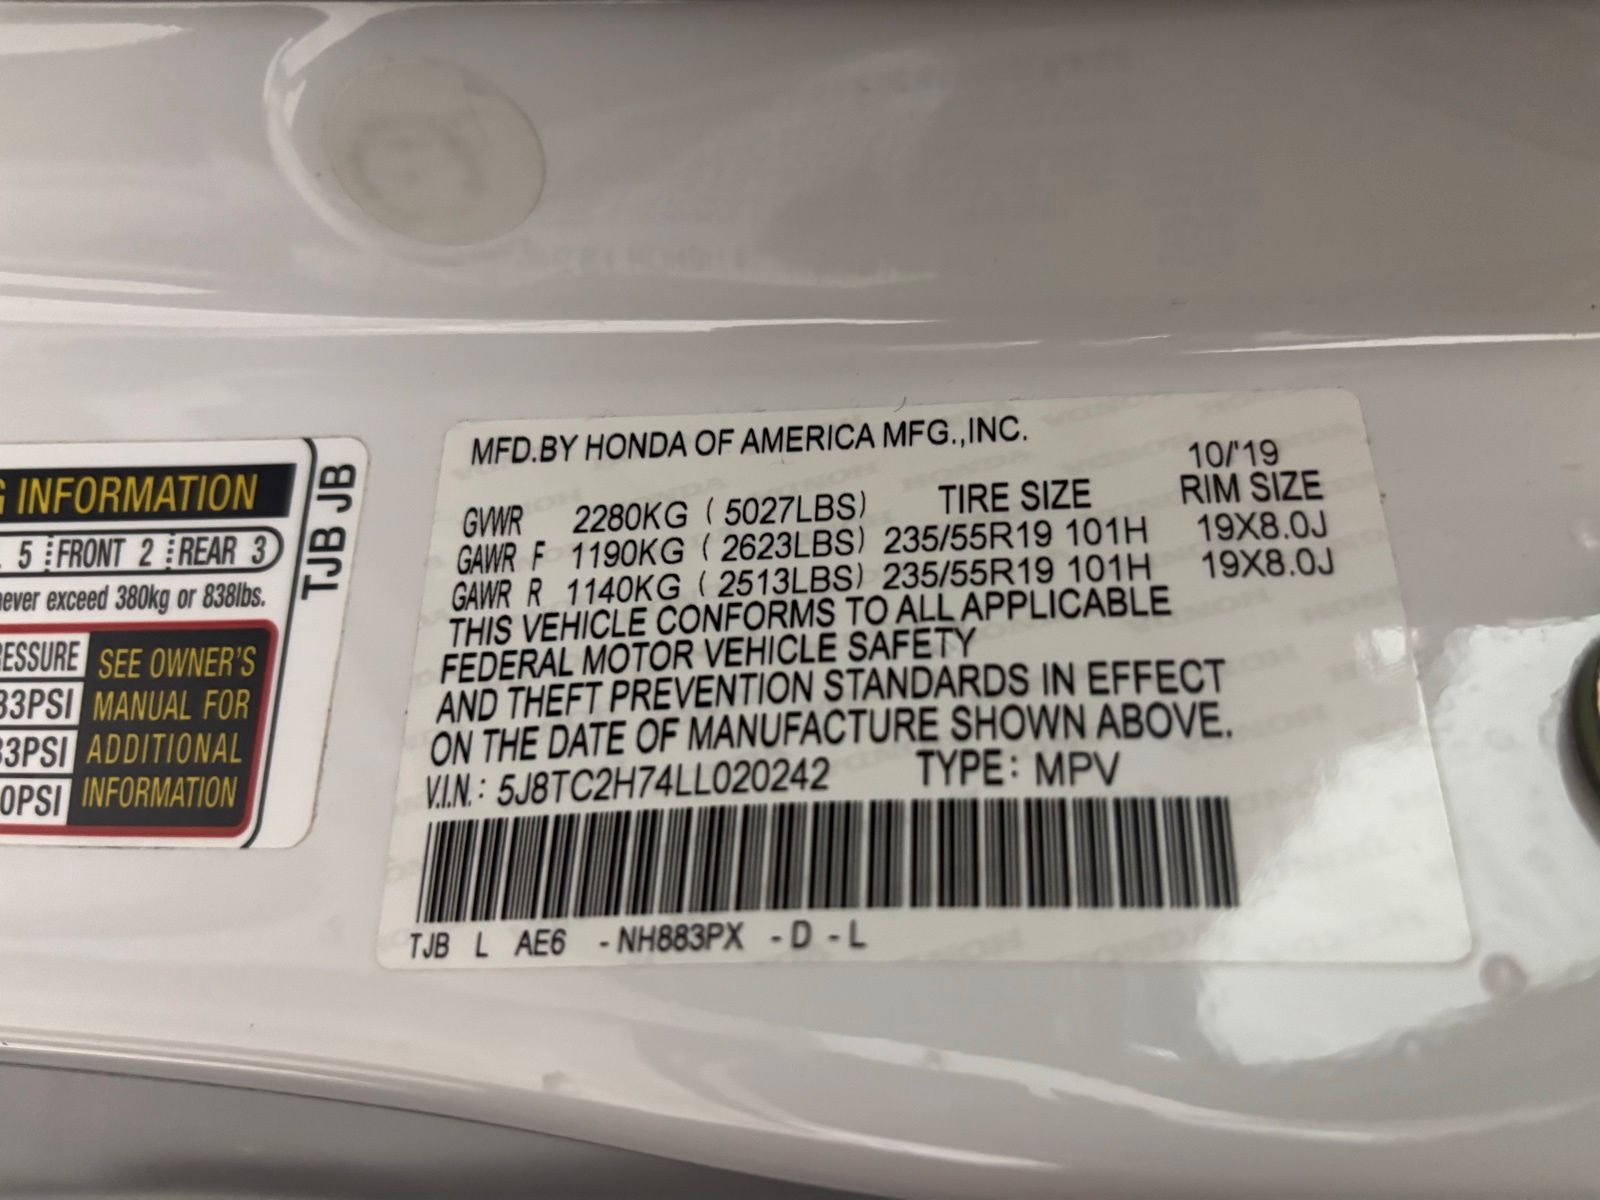 G INFORMATION
5 FRONT 2 REAR 3
never exceed 380kg or 838lbs.
TJB JB
SEE OWNER'S
33PSI MANUAL FOR
33PSI ADDITIONAL
0PSI INFORMATION
MFD.BY HONDA OF AMERICA MFG.,INC.
10/'19
GVWR 2280KG ( 5027LBS) TIRE SIZE RIM SIZE
GAWR F 1190KG ( 2623LBS) 235/55R19 101H 19X8.0J
GAWR R 1140KG ( 2513LBS) 235/55R19 101H 19X8.0J
THIS VEHICLE CONFORMS TO ALL APPLICABLE
FEDERAL MOTOR VEHICLE SAFETY
AND THEFT PREVENTION STANDARDS IN EFFECT
ON THE DATE OF MANUFACTURE SHOWN ABOVE.
V.I.N.: 5J8TC2H74LL020242 TYPE: MPV
TJB L AE6 -NH883PX -D -L